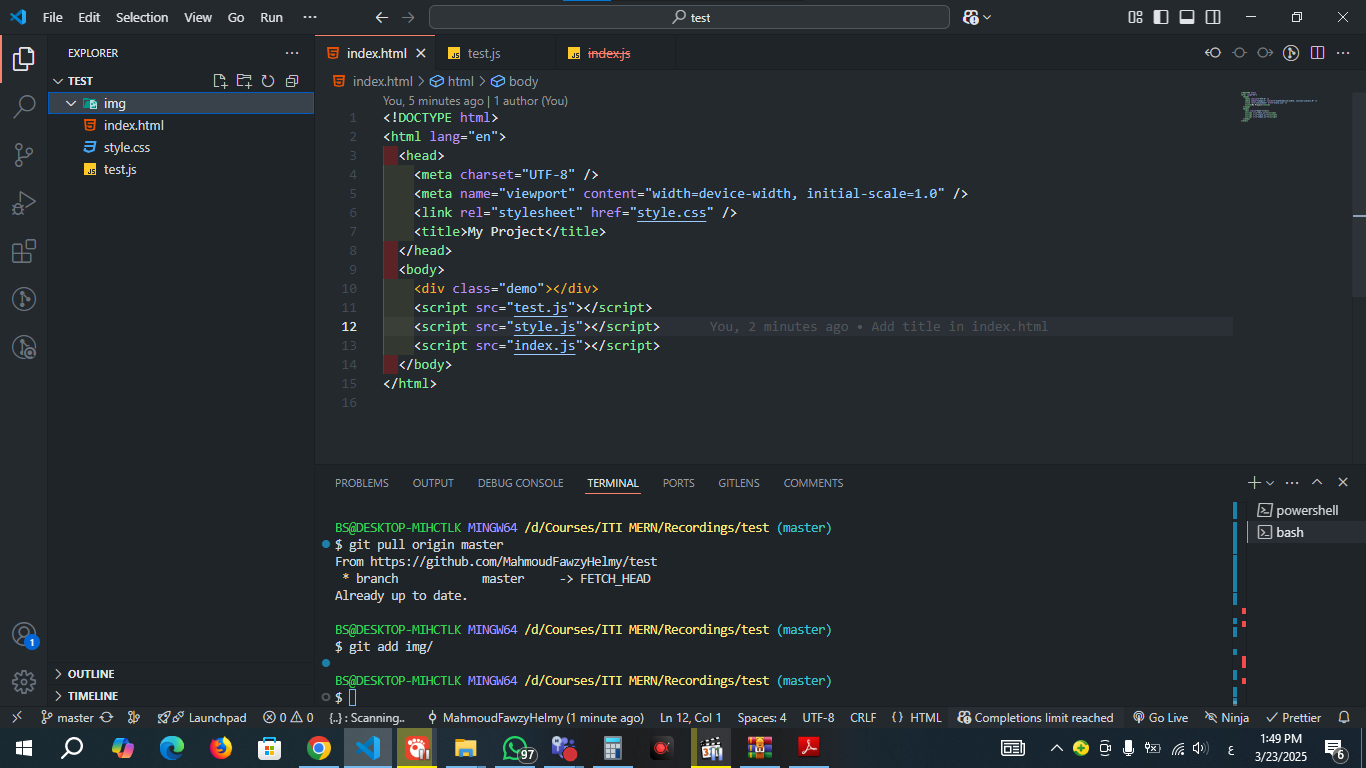 File Edit Selection View Go Run ··· test
EXPLORER ···
TEST
img
index.html
style.css
test.js
OUTLINE
TIMELINE
index.html test.js index.js
index.html > html > body
You, 5 minutes ago | 1 author (You)
1 <!DOCTYPE html>
2 <html lang="en">
3 <head>
4 <meta charset="UTF-8" />
5 <meta name="viewport" content="width=device-width, initial-scale=1.0" />
6 <link rel="stylesheet" href="style.css" />
7 <title>My Project</title>
8 </head>
9 <body>
10 <div class="demo"></div>
11 <script src="test.js"></script>
12 <script src="style.js"></script> You, 2 minutes ago • Add title in index.html
13 <script src="index.js"></script>
14 </body>
15 </html>
16
PROBLEMS OUTPUT DEBUG CONSOLE TERMINAL PORTS GITLENS COMMENTS
powershell
bash
BS@DESKTOP-MIHCTLK MINGW64 /d/Courses/ITI MERN/Recordings/test (master)
$ git pull origin master
From https://github.com/MahmoudFawzyHelmy/test
* branch master -> FETCH_HEAD
Already up to date.
BS@DESKTOP-MIHCTLK MINGW64 /d/Courses/ITI MERN/Recordings/test (master)
$ git add img/
BS@DESKTOP-MIHCTLK MINGW64 /d/Courses/ITI MERN/Recordings/test (master)
$
1
master Launchpad 0 0 {..} : Scanning.. MahmoudFawzyHelmy (1 minute ago) Ln 12, Col 1 Spaces: 4 UTF-8 CRLF {} HTML Completions limit reached Go Live Ninja Prettier
97 ع 1:49 PM
3/23/2025 6